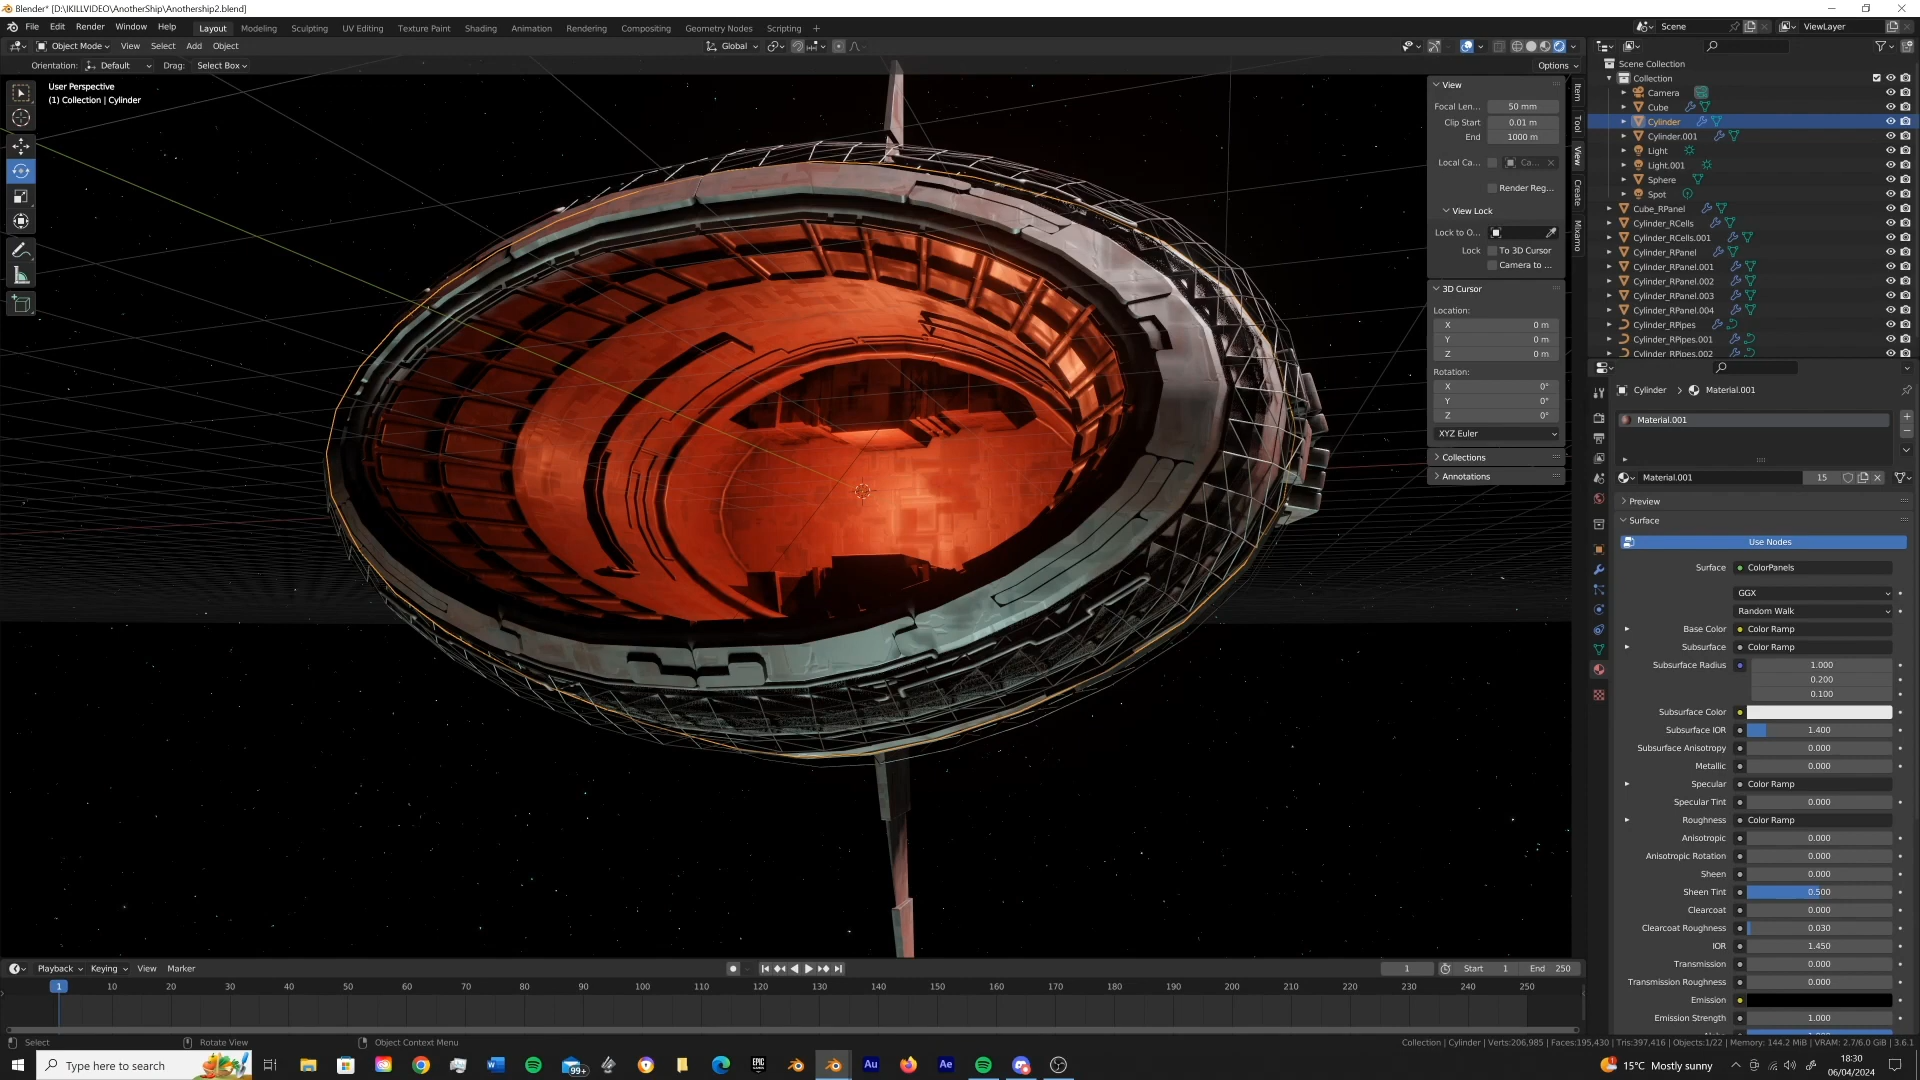 Blender* [D:\IKILLVIDEO\AnotherShip\Anothership2.blend]
File Edit Render Window Help Layout Modeling Sculpting UV Editing Texture Paint Shading Animation Rendering Compositing Geometry Nodes Scripting + Scene ViewLayer
Object Mode View Select Add Object Global
Orientation: Default Drag: Select Box Options
User Perspective
(1) Collection | Cylinder
View
Focal Len... 50 mm
Clip Start 0.01 m
End 1000 m
Local Ca... Ca...
Render Reg...
View Lock
Lock to O...
Lock To 3D Cursor
Camera to ...
3D Cursor
Location:
X 0 m
Y 0 m
Z 0 m
Rotation:
X 0°
Y 0°
Z 0°
XYZ Euler
Collections
Annotations
Item
Tool
View
Create
Mixamo
Scene Collection
Collection
Camera
Cube
Cylinder
Cylinder.001
Light
Light.001
Sphere
Spot
Cube_RPanel
Cylinder_RCells
Cylinder_RCells.001
Cylinder_RPanel
Cylinder_RPanel.001
Cylinder_RPanel.002
Cylinder_RPanel.003
Cylinder_RPanel.004
Cylinder_RPipes
Cylinder_RPipes.001
Cylinder_RPipes.002
Cylinder > Material.001
Material.001
Material.001 15
Preview
Surface
Use Nodes
Surface ColorPanels
GGX
Random Walk
Base Color Color Ramp
Subsurface Color Ramp
Subsurface Radius 1.000
0.200
0.100
Subsurface Color
Subsurface IOR 1.400
Subsurface Anisotropy 0.000
Metallic 0.000
Specular Color Ramp
Specular Tint 0.000
Roughness Color Ramp
Anisotropic 0.000
Anisotropic Rotation 0.000
Sheen 0.000
Sheen Tint 0.500
Clearcoat 0.000
Clearcoat Roughness 0.030
IOR 1.450
Transmission 0.000
Transmission Roughness 0.000
Emission
Emission Strength 1.000
Playback Keying View Marker 1 Start 1 End 250
1 10 20 30 40 50 60 70 80 90 100 110 120 130 140 150 160 170 180 190 200 210 220 230 240 250
Select Rotate View Object Context Menu
Collection | Cylinder | Verts:206,985 | Faces:195,430 | Tris:397,416 | Objects:1/22 | Memory: 144.2 MiB | VRAM: 2.7/6.0 GiB | 3.6.1
Type here to search
99+
EPIC
Au
Ae
15°C Mostly sunny
18:30
06/04/2024